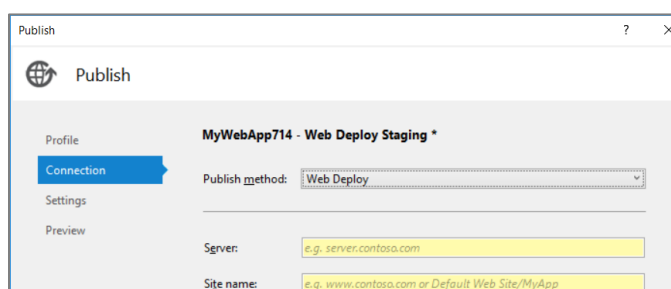 Publish ? ×
Publish
Profile
Connection
Settings
Preview
MyWebApp714 - Web Deploy Staging *
Publish method: Web Deploy
Server: e.g. server.contoso.com
Site name: e.g. www.contoso.com or Default Web Site/MyApp